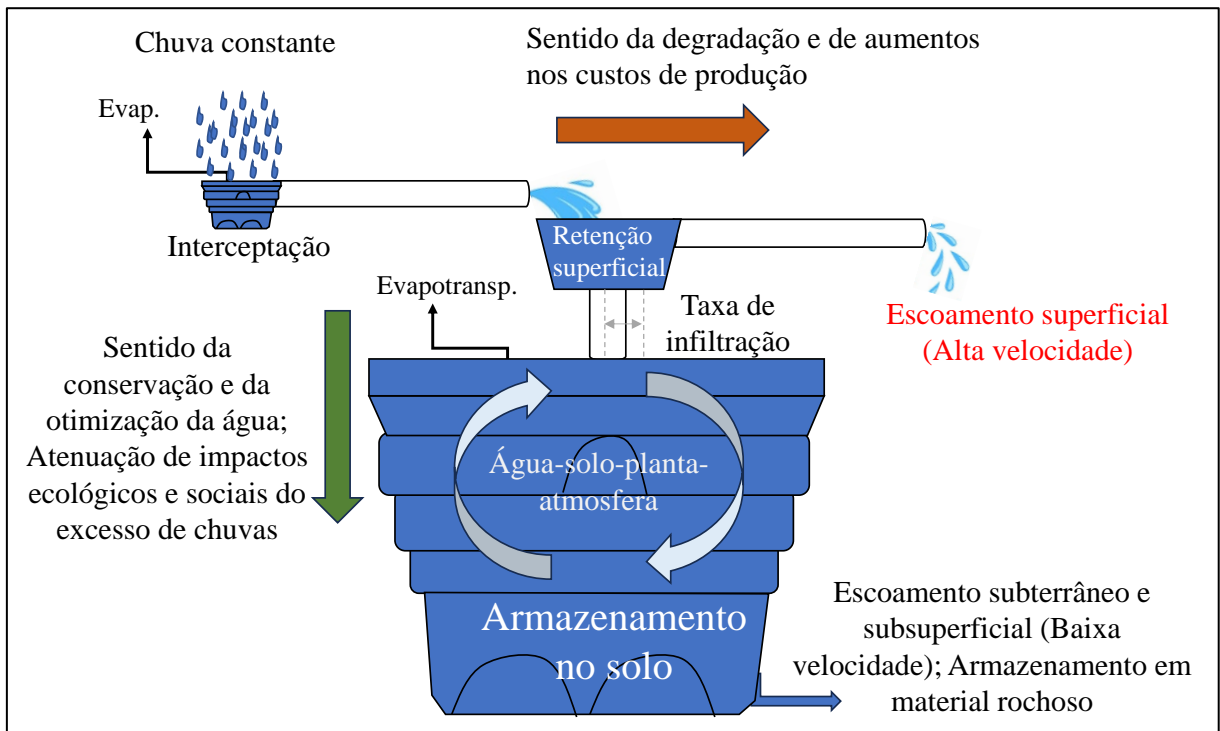 Chuva constante
Sentido da degradação e de aumentos
nos custos de produção
Evap.
Interceptação
Retenção
superficial
Evapotransp.
Taxa de
infiltração
Escoamento superficial
(Alta velocidade)
Sentido da
conservação e da
otimização da água;
Atenuação de impactos
ecológicos e sociais do
excesso de chuvas
Água-solo-planta-
atmosfera
Armazenamento
no solo
Escoamento subterrâneo e
subsuperficial (Baixa
velocidade); Armazenamento em
material rochoso